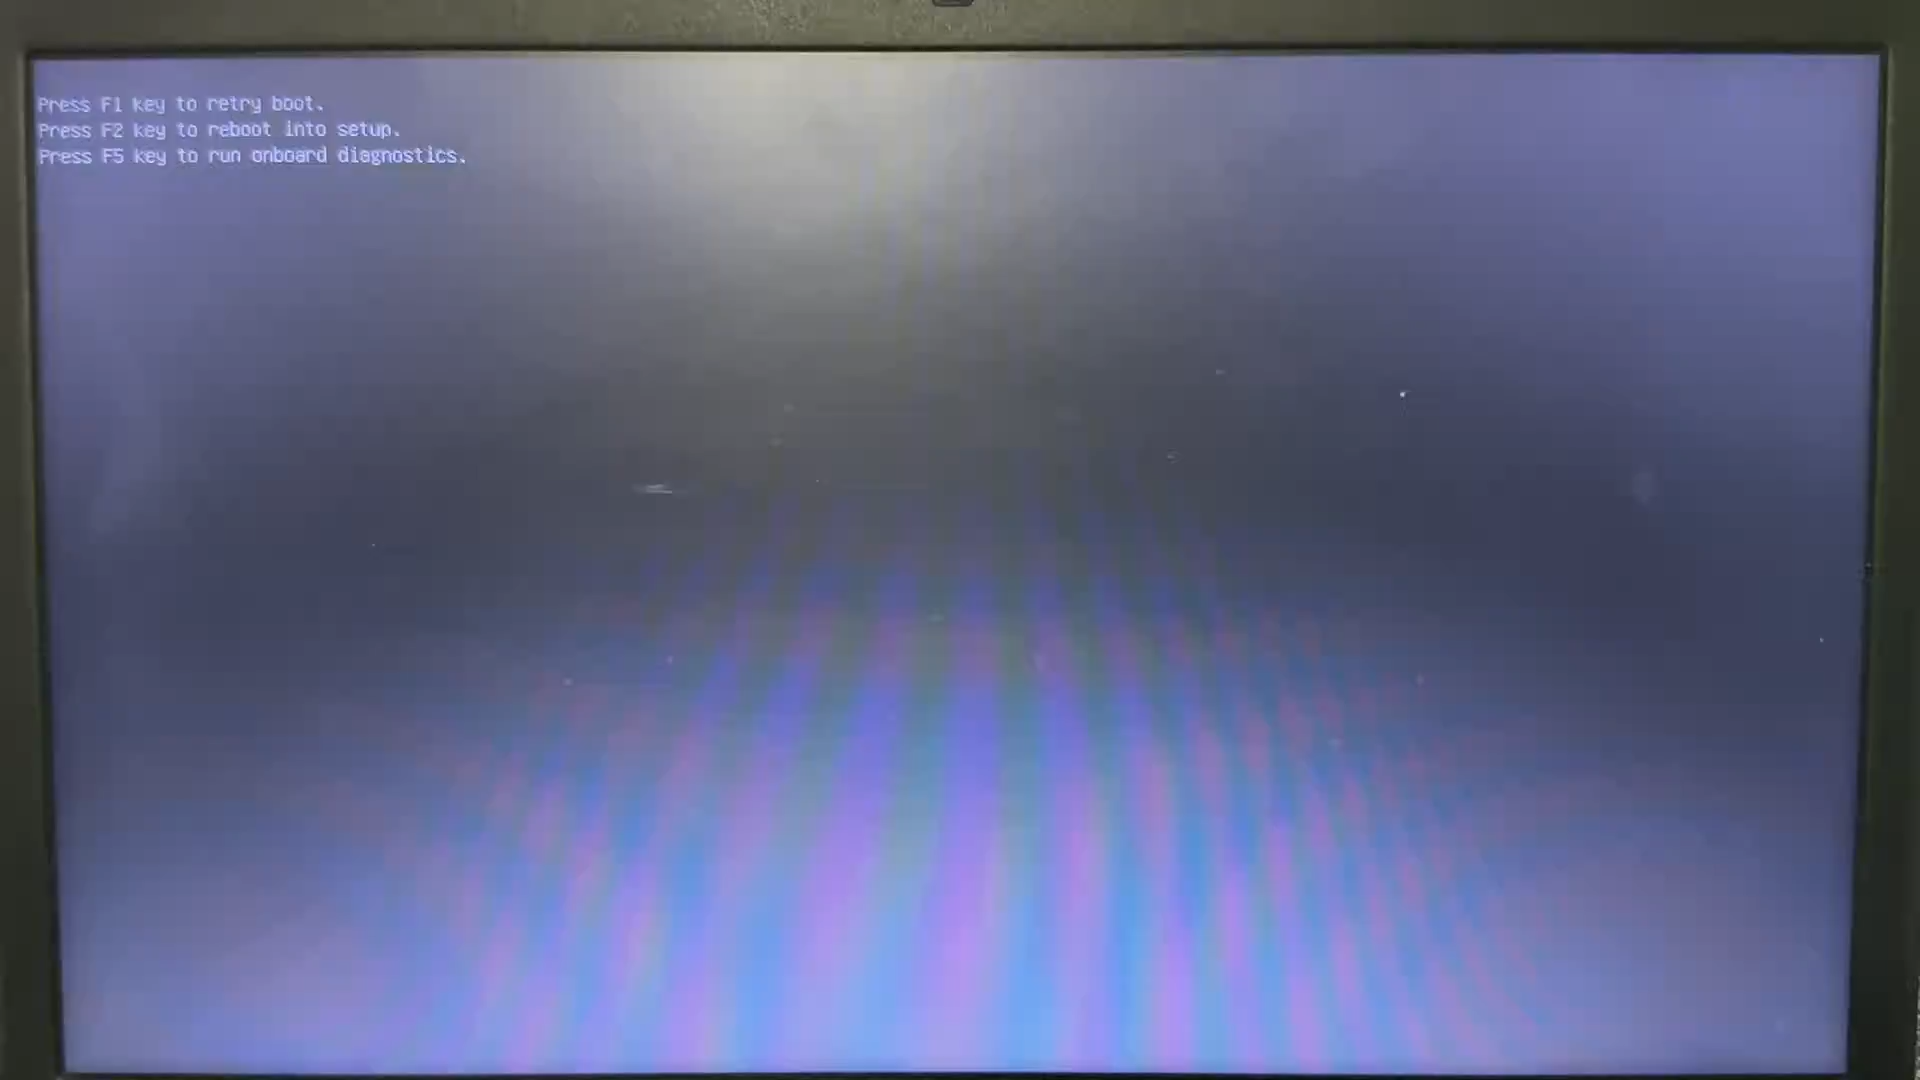 Press F1 key to retry boot.
Press F2 key to reboot into setup.
Press F5 key to run onboard diagnostics.